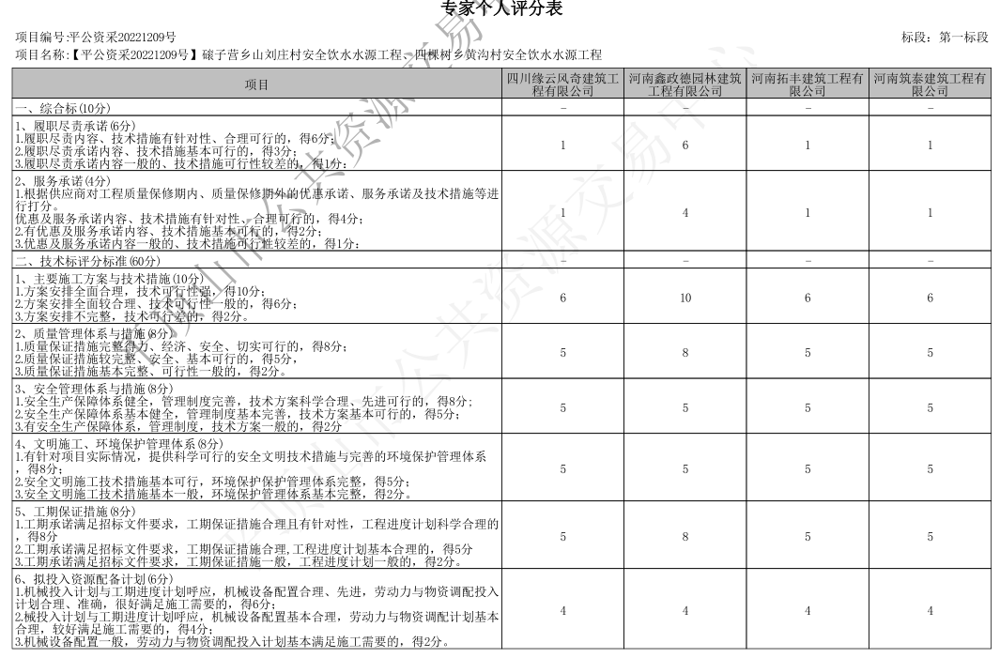 专家个人评分表
项目编号:平公资采20221209号
标段：第一标段
项目名称:【平公资采20221209号】磙子营乡山刘庄村安全饮水水源工程、四棵树乡黄沟村安全饮水水源工程
项目
四川缘云风奇建筑工
程有限公司
河南鑫政德园林建筑
工程有限公司
河南拓丰建筑工程有
限公司
河南筑泰建筑工程有
限公司
一、综合标(10分)
- - - -
1、履职尽责承诺(6分)
1.履职尽责内容、技术措施有针对性、合理可行的，得6分;
2.履职尽责承诺内容、技术措施基本可行的，得3分;
3.履职尽责承诺内容一般的、技术措施可行性较差的，得1分:
1 6 1 1
2、服务承诺(4分)
1.根据供应商对工程质量保修期内、质量保修期外的优惠承诺、服务承诺及技术措施等进
行打分。
优惠及服务承诺内容、技术措施有针对性、合理可行的，得4分;
2.有优惠及服务承诺内容、技术措施基本可行的，得2分;
3.优惠及服务承诺内容一般的、技术措施可行性较差的，得1分:
1 4 1 1
二、技术标评分标准(60分)
- - - -
1、主要施工方案与技术措施(10分)
1.方案安排全面合理，技术可行性强，得10分;
2.方案安排全面较合理、技术可行性一般的，得6分;
3.方案安排不完整，技术可行差的，得2分。
6 10 6 6
2、质量管理体系与措施(8分)
1.质量保证措施完整得力、经济、安全、切实可行的，得8分;
2.质量保证措施较完整、安全、基本可行的，得5分，
3.质量保证措施基本完整、可行性一般的，得2分。
5 8 5 5
3、安全管理体系与措施(8分)
1.安全生产保障体系健全，管理制度完善，技术方案科学合理、先进可行的，得8分;
2.安全生产保障体系基本健全，管理制度基本完善，技术方案基本可行的，得5分;
3.有安全生产保障体系，管理制度，技术方案一般的，得2分
5 5 5 5
4、文明施工、环境保护管理体系(8分)
1.有针对项目实际情况，提供科学可行的安全文明技术措施与完善的环境保护管理体系
，得8分;
2.安全文明施工技术措施基本可行，环境保护保护管理体系完整，得5分;
3.安全文明施工技术措施基本一般，环境保护管理体系基本完整，得2分。
5 5 5 5
5、工期保证措施(8分)
1.工期承诺满足招标文件要求，工期保证措施合理且有针对性，工程进度计划科学合理的
，得8分
2.工期承诺满足招标文件要求，工期保证措施合理,工程进度计划基本合理的，得5分
3.工期承诺满足招标文件要求，工期保证措施一般，工程进度计划一般的，得2分。
5 8 5 5
6、拟投入资源配备计划(6分)
1.机械投入计划与工期进度计划呼应，机械设备配置合理、先进，劳动力与物资调配投入
计划合理、准确，很好满足施工需要的，得6分;
2.械投入计划与工期进度计划呼应，机械设备配置基本合理，劳动力与物资调配计划基本
合理，较好满足施工需要的，得4分;
3.机械设备配置一般，劳动力与物资调配投入计划基本满足施工需要的，得2分。
4 4 4 4
平顶山市公共资源交易中心
平顶山市公共资源交易中心